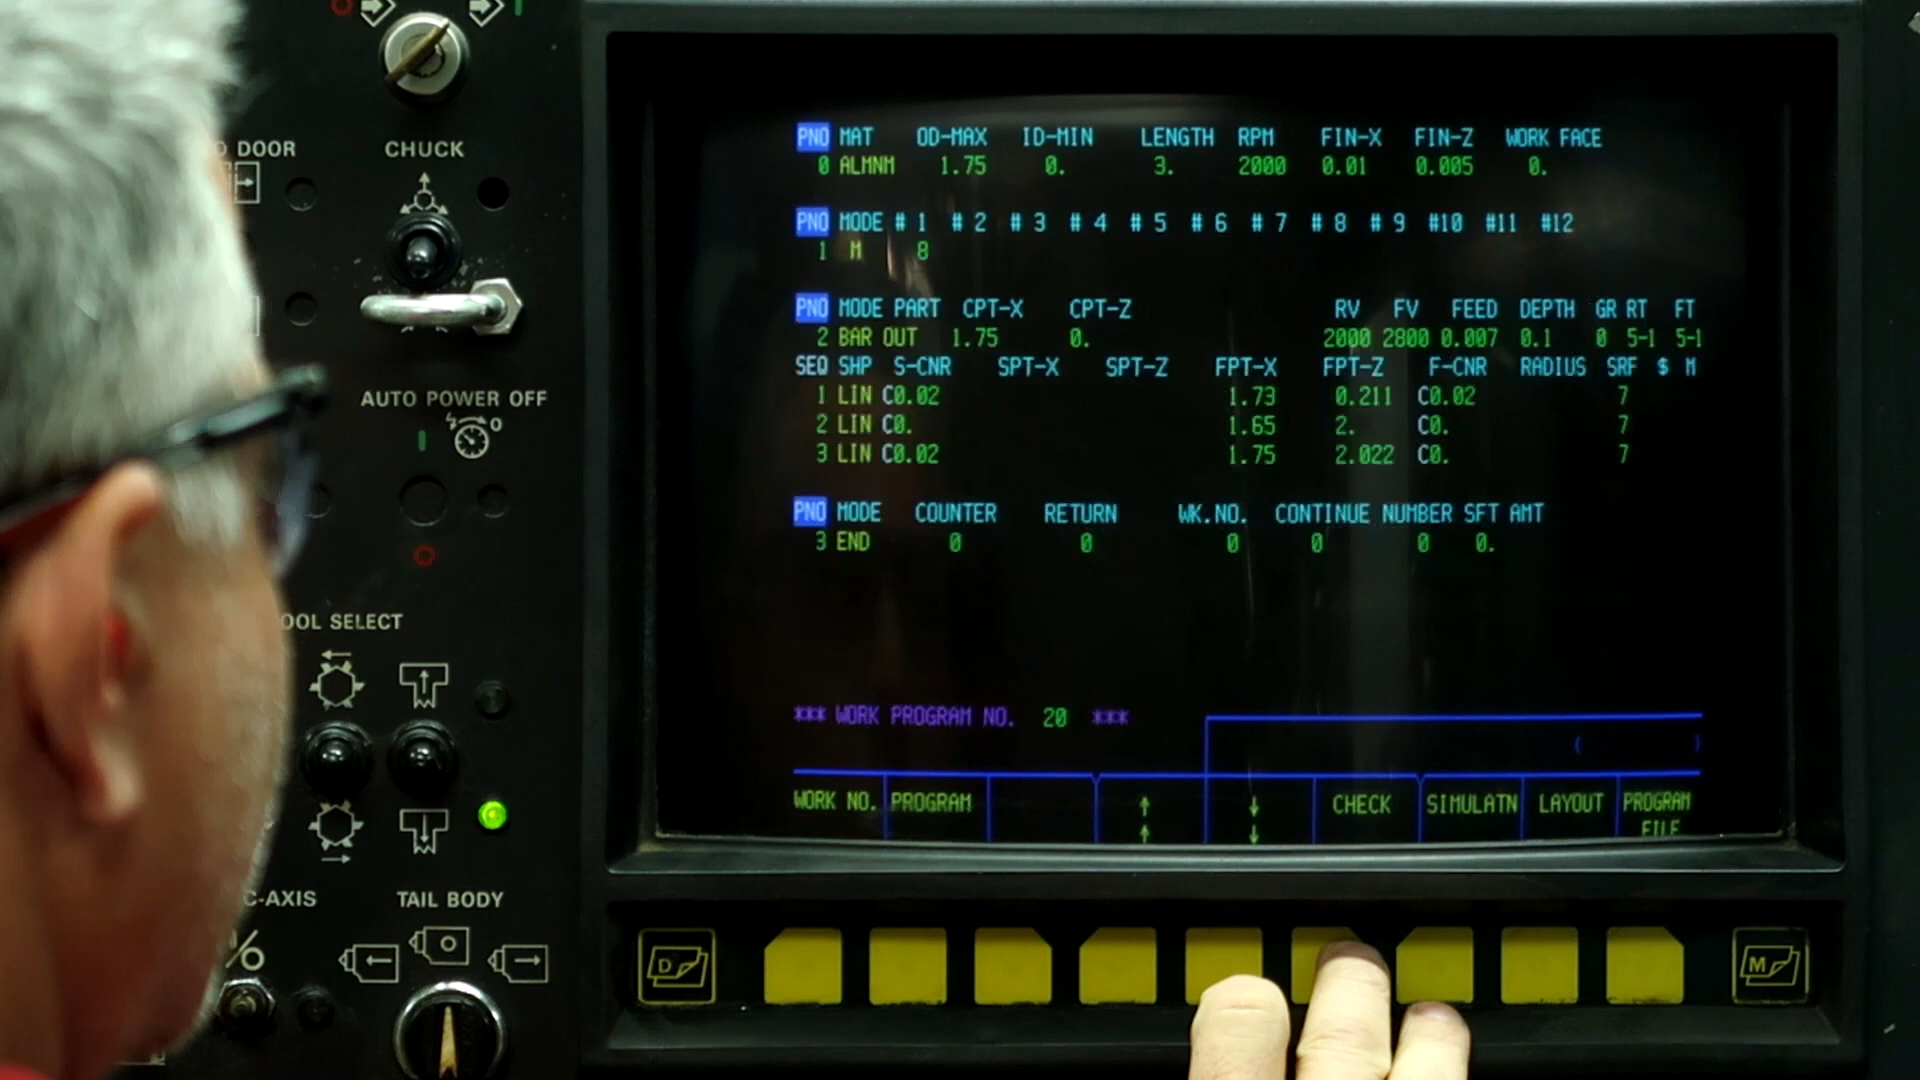 O DOOR
CHUCK
AUTO POWER OFF
OOL SELECT
C-AXIS
TAIL BODY
%
PNO MAT OD-MAX ID-MIN LENGTH RPM FIN-X FIN-Z WORK FACE
0 ALMNM 1.75 0. 3. 2000 0.01 0.005 0.
PNO MODE # 1 # 2 # 3 # 4 # 5 # 6 # 7 # 8 # 9 #10 #11 #12
1 M 8
PNO MODE PART CPT-X CPT-Z RV FV FEED DEPTH GR RT FT
2 BAR OUT 1.75 0. 2000 2800 0.007 0.1 0 5-1 5-1
SEQ SHP S-CNR SPT-X SPT-Z FPT-X FPT-Z F-CNR RADIUS SRF $ M
1 LIN C0.02 1.73 0.211 C0.02 7
2 LIN C0. 1.65 2. C0. 7
3 LIN C0.02 1.75 2.022 C0. 7
PNO MODE COUNTER RETURN WK.NO. CONTINUE NUMBER SFT AMT
3 END 0 0 0 0 0 0.
*** WORK PROGRAM NO. 20 ***
( )
WORK NO. PROGRAM ↑ ↓ CHECK SIMULATN LAYOUT PROGRAM
↑ ↓ FILE
D M